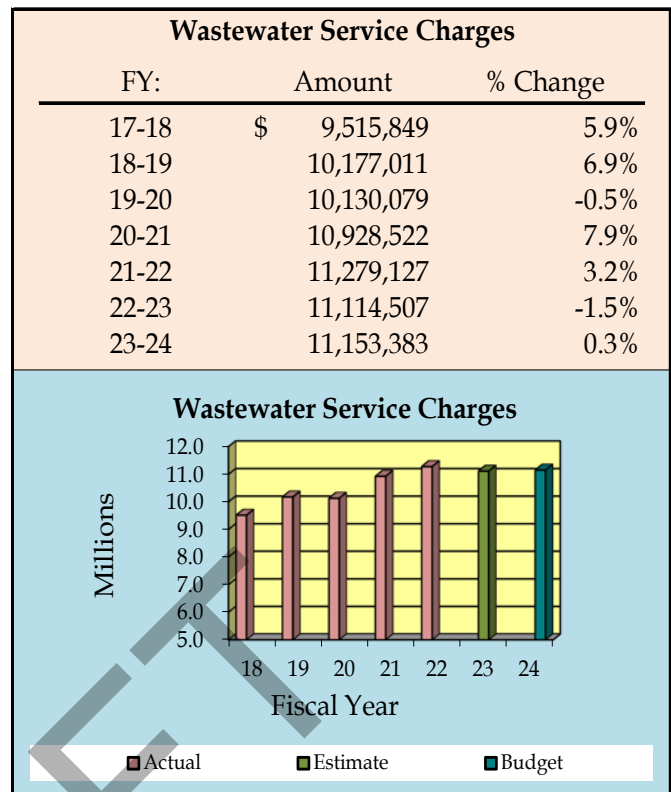 Wastewater Service Charges
FY: Amount % Change
17-18 $ 9,515,849 5.9%
18-19 10,177,011 6.9%
19-20 10,130,079 -0.5%
20-21 10,928,522 7.9%
21-22 11,279,127 3.2%
22-23 11,114,507 -1.5%
23-24 11,153,383 0.3%
Wastewater Service Charges
12.0
11.0
10.0
9.0
8.0
7.0
6.0
5.0
Millions
18 19 20 21 22 23 24
Fiscal Year
Actual Estimate Budget